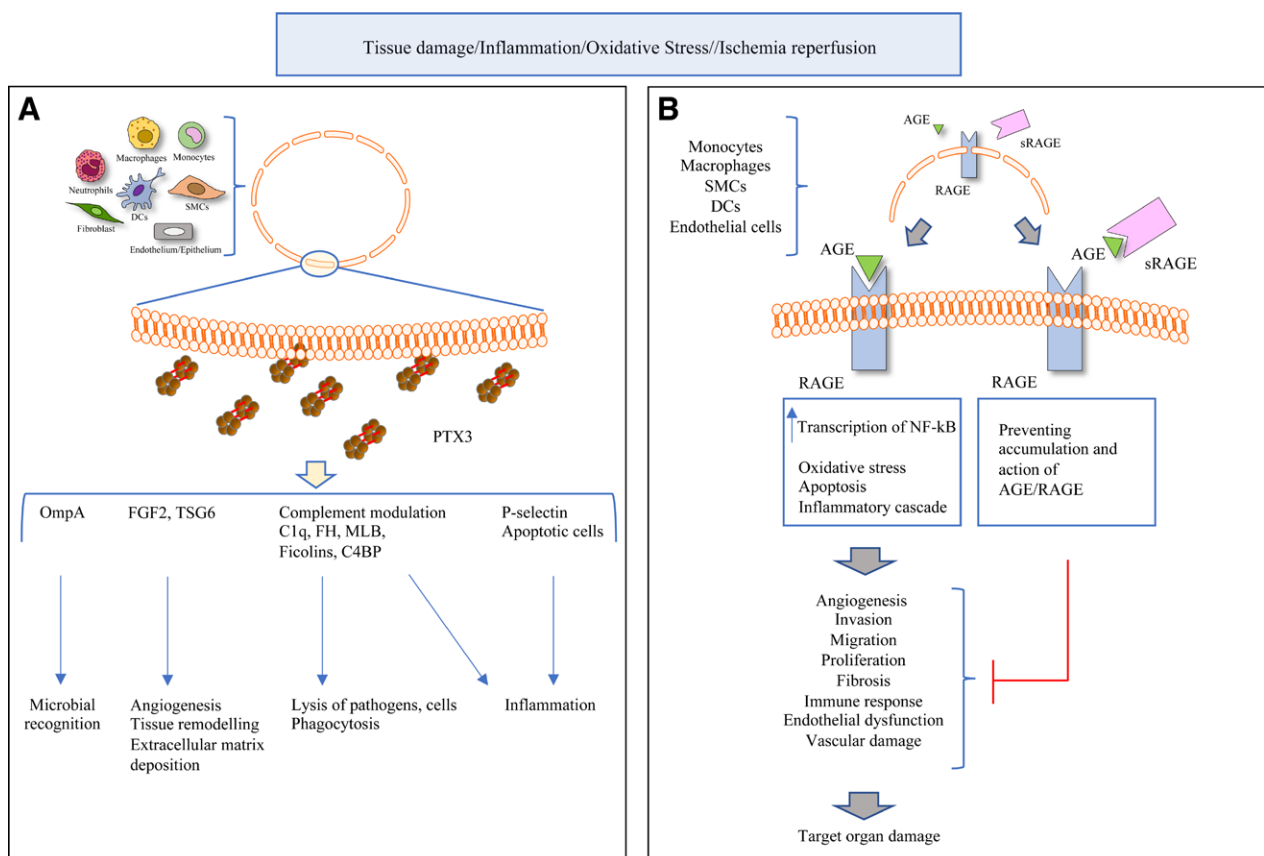 Tissue damage/Inflammation/Oxidative Stress//Ischemia reperfusion
A
Macrophages
Monocytes
Neutrophils
DCs
SMCs
Fibroblast
Endothelium/Epithelium
PTX3
OmpA
FGF2, TSG6
Complement modulation
C1q, FH, MLB,
Ficolins, C4BP
P-selectin
Apoptotic cells
Microbial
recognition
Angiogenesis
Tissue remodelling
Extracellular matrix
deposition
Lysis of pathogens, cells
Phagocytosis
Inflammation
B
Monocytes
Macrophages
SMCs
DCs
Endothelial cells
AGE
sRAGE
RAGE
AGE
RAGE
AGE
sRAGE
RAGE
Transcription of NF-kB
Oxidative stress
Apoptosis
Inflammatory cascade
Preventing
accumulation and
action of
AGE/RAGE
Angiogenesis
Invasion
Migration
Proliferation
Fibrosis
Immune response
Endothelial dysfunction
Vascular damage
Target organ damage